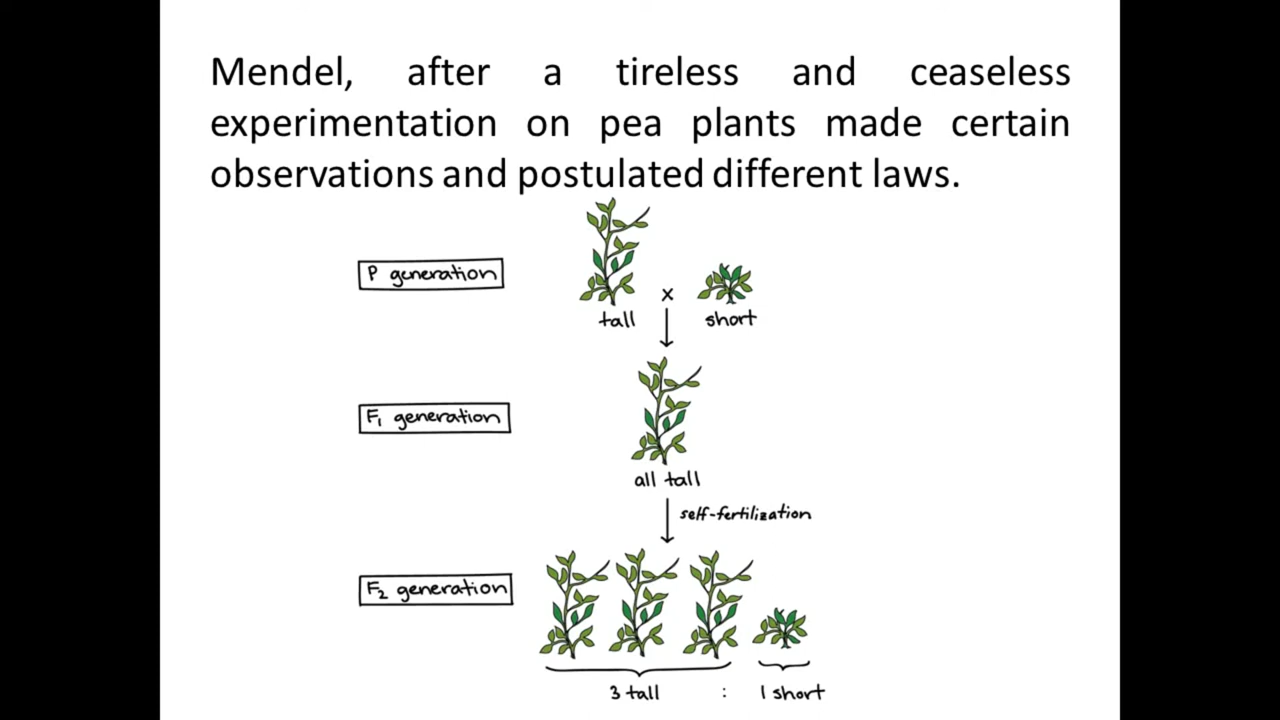 Mendel, after a tireless and ceaseless
experimentation on pea plants made certain
observations and postulated different laws.
P generation
x
tall
short
F₁ generation
all tall
self-fertilization
F₂ generation
3 tall : 1 short